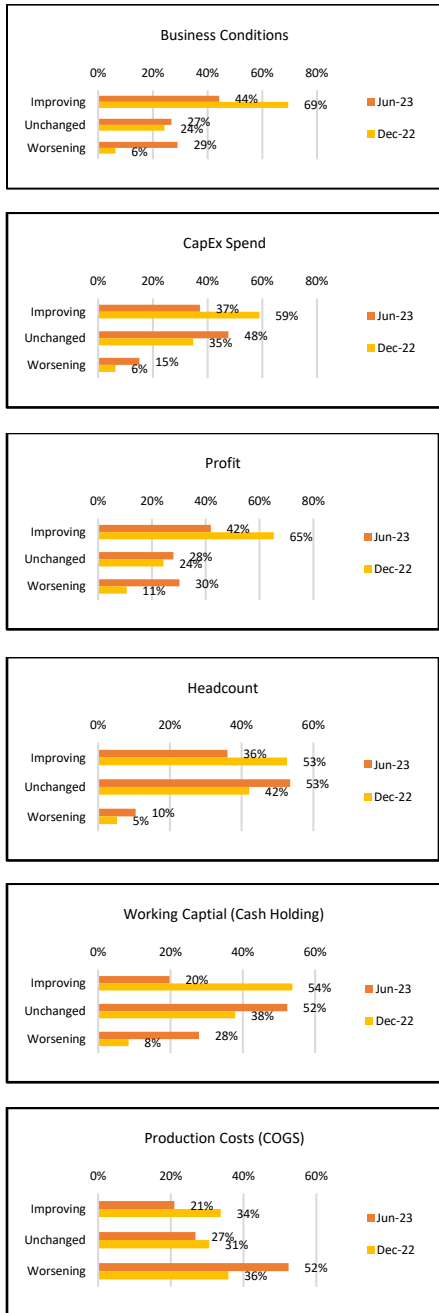 Business Conditions
0% 20% 40% 60% 80%
Improving 44% 69%
Unchanged 27% 24%
Worsening 29% 6%
Jun-23
Dec-22
CapEx Spend
0% 20% 40% 60% 80%
Improving 37% 59%
Unchanged 48% 35%
Worsening 15% 6%
Jun-23
Dec-22
Profit
0% 20% 40% 60% 80%
Improving 42% 65%
Unchanged 28% 24%
Worsening 30% 11%
Jun-23
Dec-22
Headcount
0% 20% 40% 60%
Improving 36% 53%
Unchanged 53% 42%
Worsening 10% 5%
Jun-23
Dec-22
Working Captial (Cash Holding)
0% 20% 40% 60%
Improving 20% 54%
Unchanged 52% 38%
Worsening 28% 8%
Jun-23
Dec-22
Production Costs (COGS)
0% 20% 40% 60%
Improving 21% 34%
Unchanged 27% 31%
Worsening 52% 36%
Jun-23
Dec-22